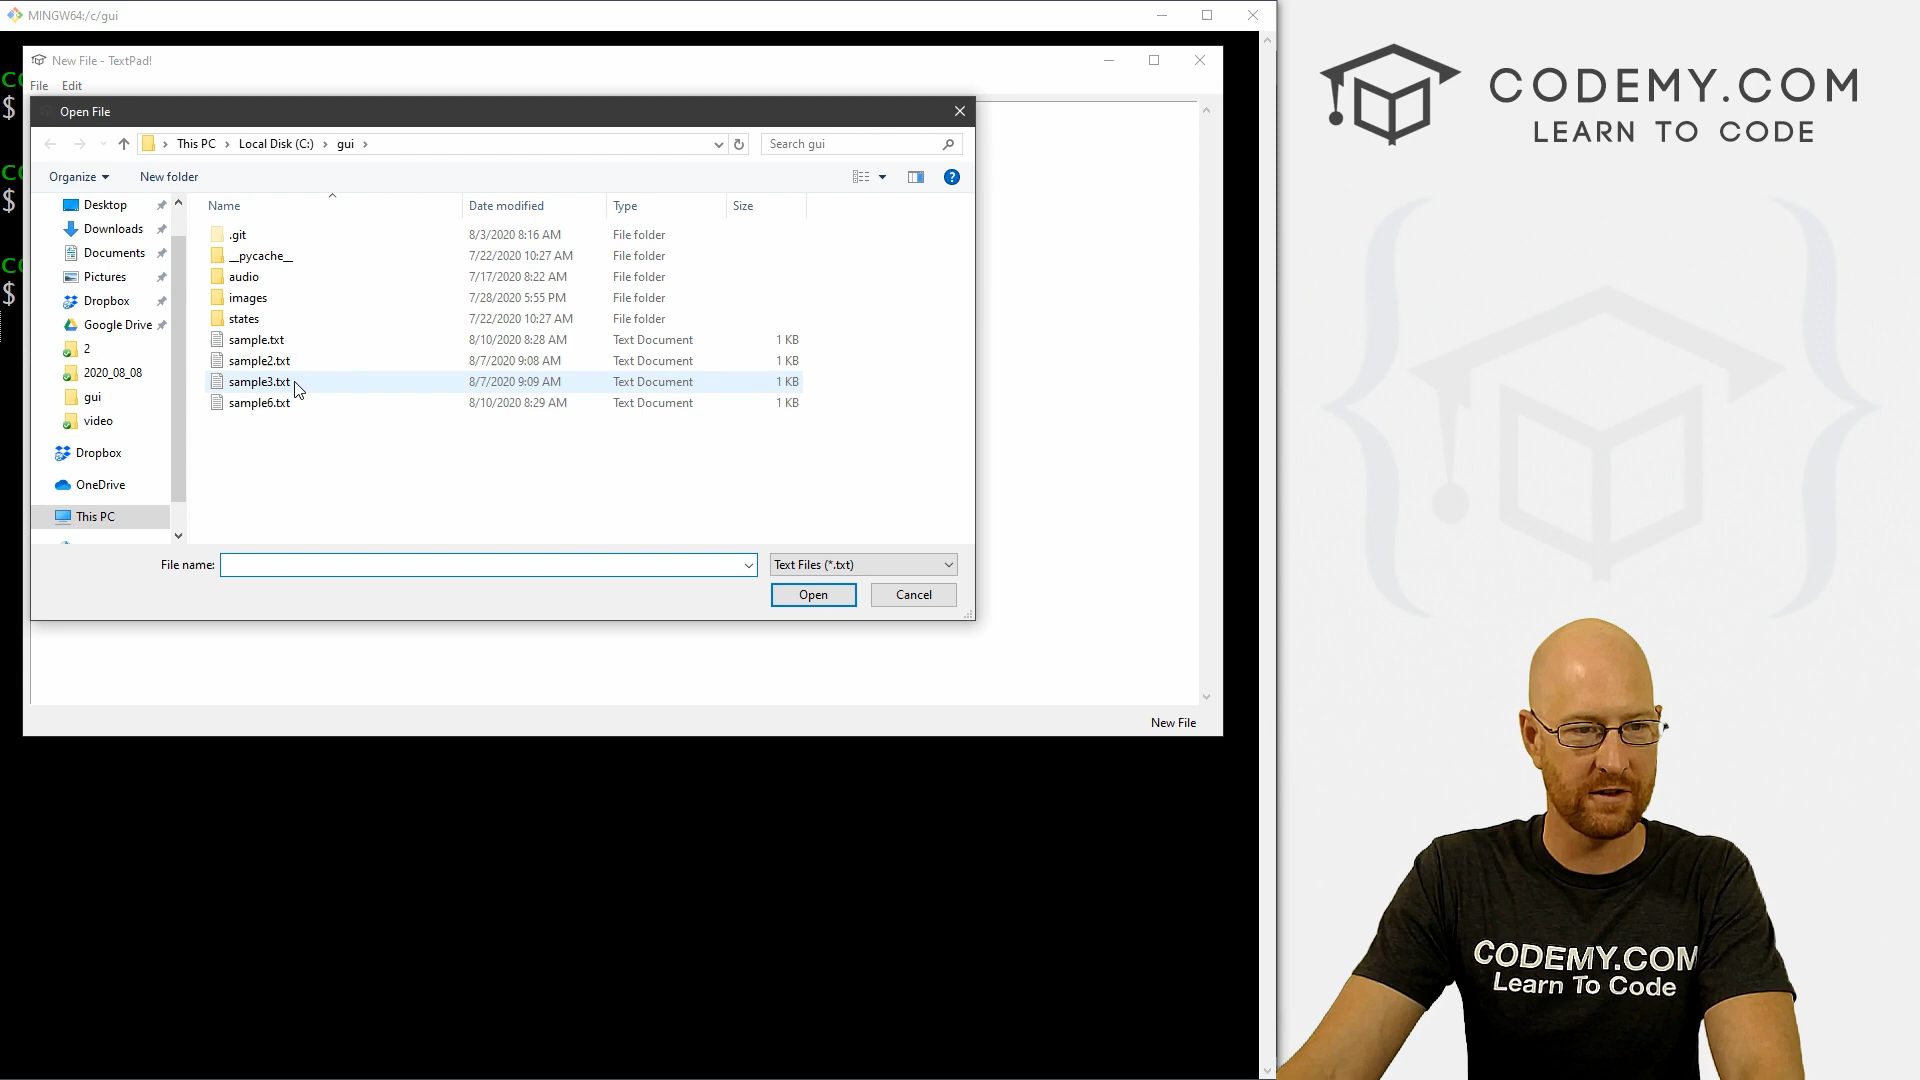 MINGW64:/c/gui
New File - TextPad!
File Edit
Open File
This PC Local Disk (C:) gui
Search gui
Organize New folder
Name Date modified Type Size
.git 8/3/2020 8:16 AM File folder
__pycache__ 7/22/2020 10:27 AM File folder
audio 7/17/2020 8:22 AM File folder
images 7/28/2020 5:55 PM File folder
states 7/22/2020 10:27 AM File folder
sample.txt 8/10/2020 8:28 AM Text Document 1 KB
sample2.txt 8/7/2020 9:08 AM Text Document 1 KB
sample3.txt 8/7/2020 9:09 AM Text Document 1 KB
sample6.txt 8/10/2020 8:29 AM Text Document 1 KB
Desktop
Downloads
Documents
Pictures
Dropbox
Google Drive
2
2020_08_08
gui
video
Dropbox
OneDrive
This PC
File name:
Text Files (*.txt)
Open Cancel
New File
$
$
$
CODEMY.COM
LEARN TO CODE
CODEMY.COM
Learn To Code